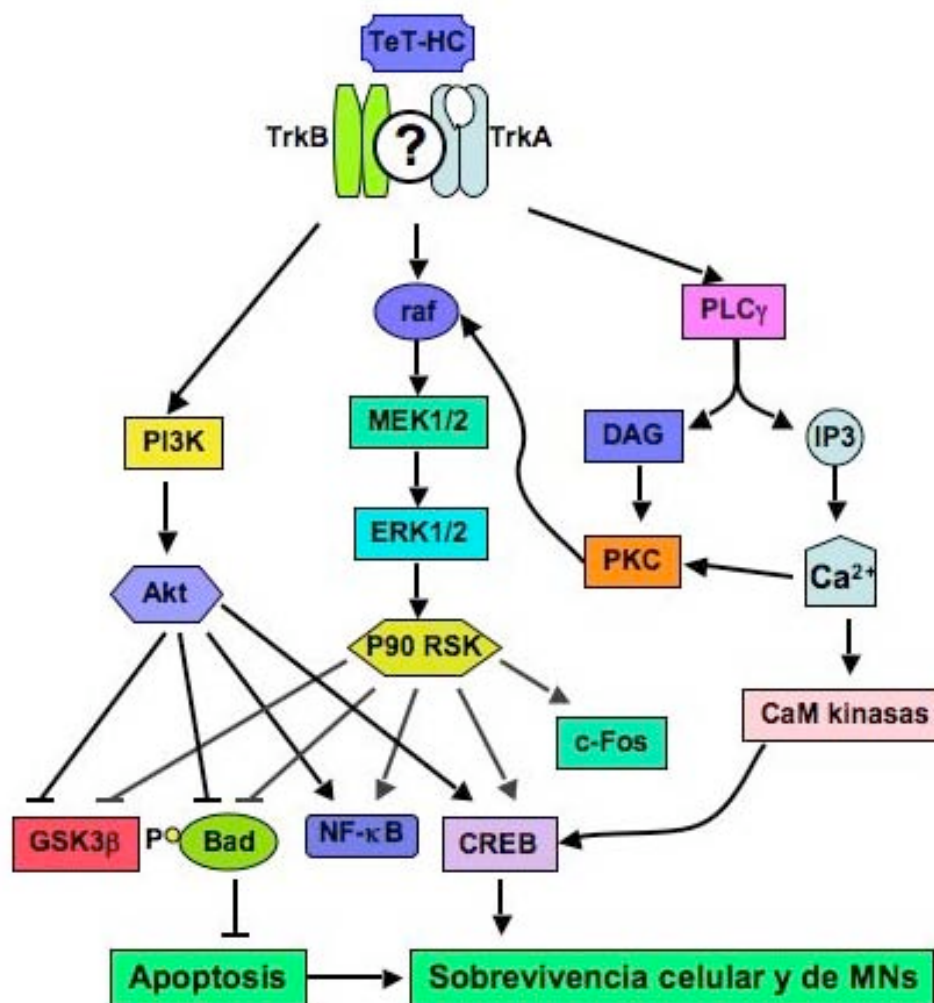 TeT-HC
TrkB
?
TrkA
raf
PLCγ
PI3K
MEK1/2
DAG
IP3
ERK1/2
PKC
Ca²⁺
Akt
P90 RSK
CaM kinasas
c-Fos
GSK3β
P
Bad
NF-κB
CREB
Apoptosis
Sobrevivencia celular y de MNs